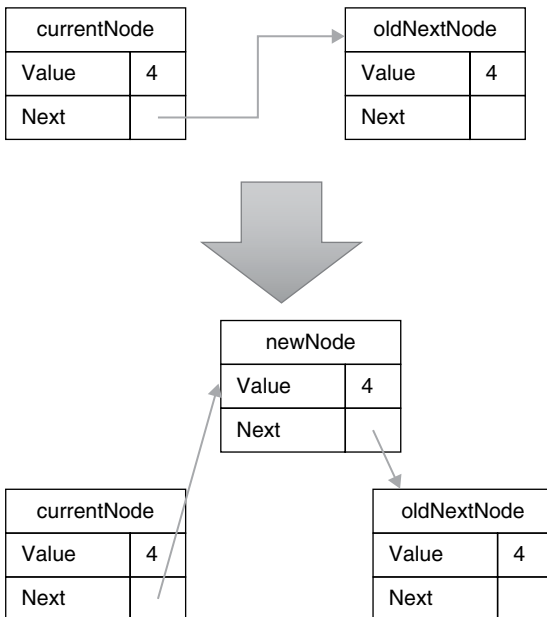 currentNode
Value 4
Next
oldNextNode
Value 4
Next
newNode
Value 4
Next
currentNode
Value 4
Next
oldNextNode
Value 4
Next